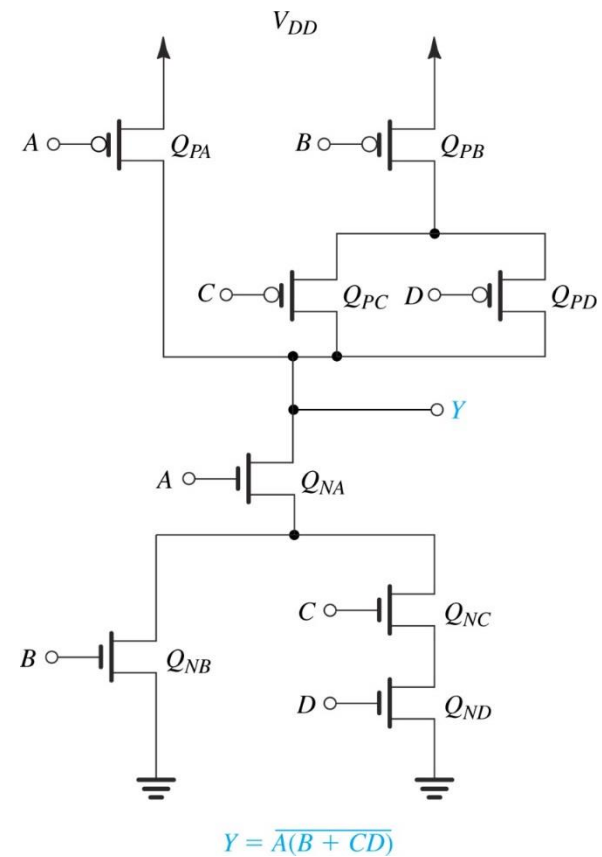 V_DD
A Q_PA B Q_PB
C Q_PC D Q_PD
Y
A Q_NA
C Q_NC
B Q_NB
D Q_ND
Y = \overline{A(B + CD)}